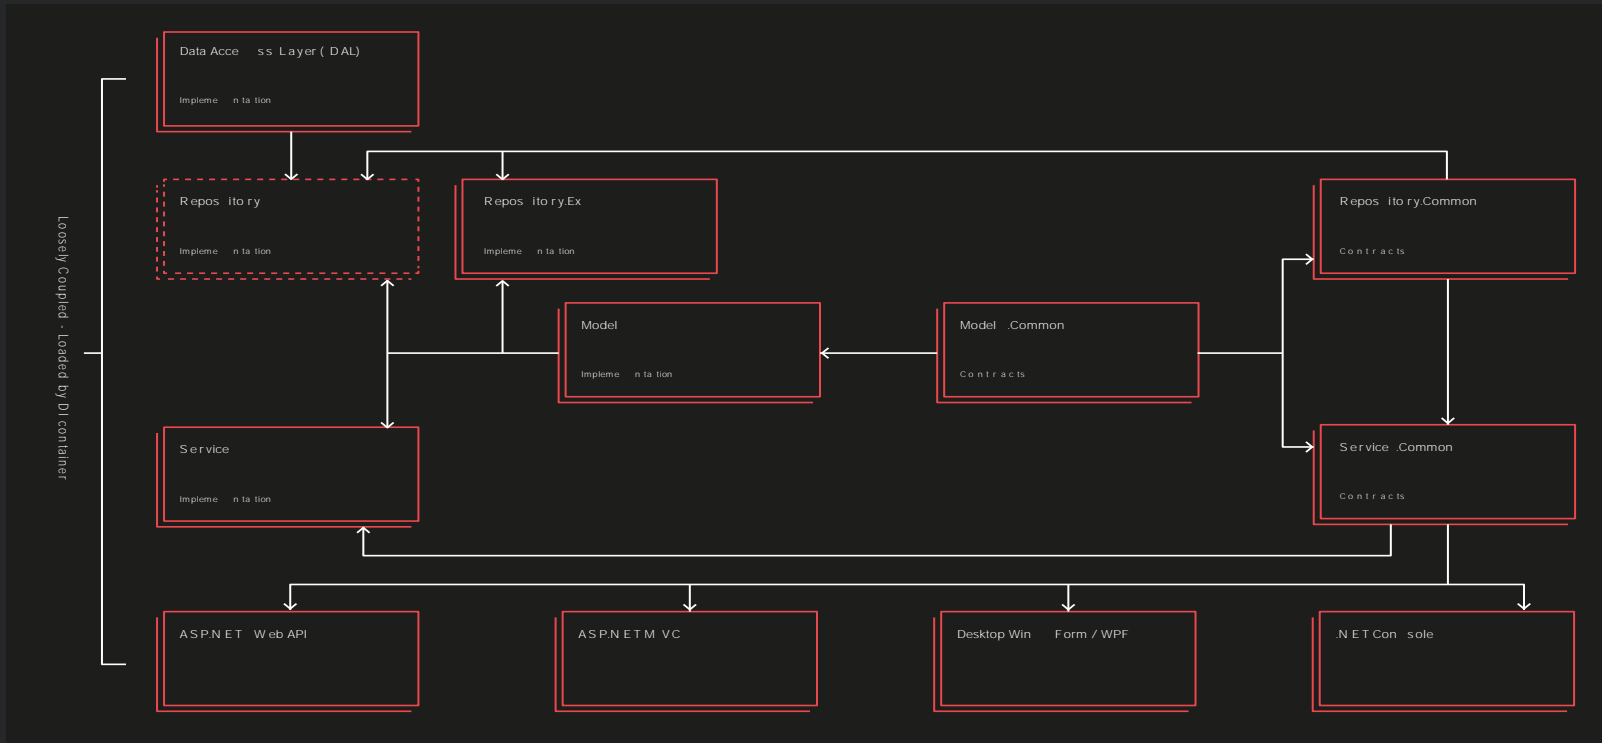 Data Access Layer ( DAL)
Implementation
Repository
Implementation
Repository.Ex
Implementation
Repository.Common
Contracts
Model
Implementation
Model .Common
Contracts
Loosely Coupled - Loaded by DI container
Service
Implementation
Service .Common
Contracts
ASP.NET Web API
ASP.NET MVC
Desktop Win Form / WPF
.NET Console